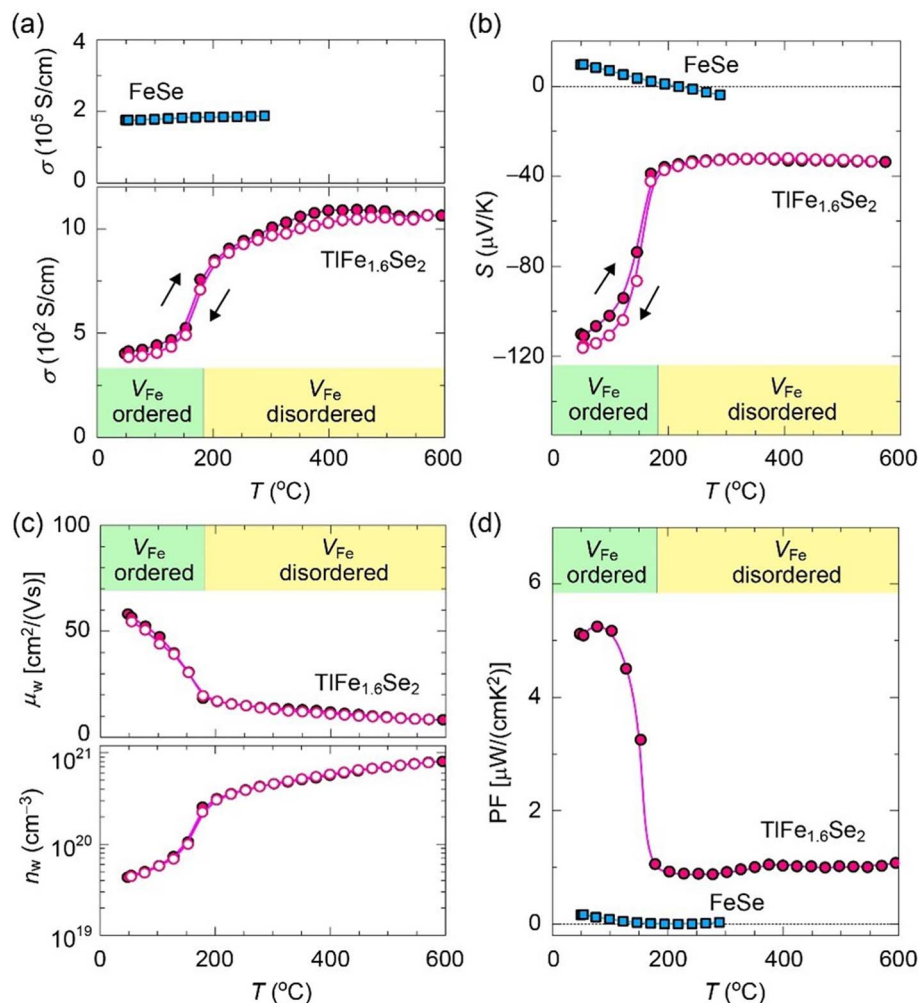 (a)
4
2
0
σ (10⁵ S/cm)
FeSe
10
5
0
σ (10² S/cm)
TlFe₁.₆Se₂
V_Fe
ordered
V_Fe
disordered
0 200 400 600
T (°C)
(b)
0
−40
−80
−120
S (μV/K)
FeSe
TlFe₁.₆Se₂
V_Fe
ordered
V_Fe
disordered
0 200 400 600
T (°C)
(c)
100
50
0
μ_w [cm²/(Vs)]
V_Fe
ordered
V_Fe
disordered
TlFe₁.₆Se₂
10²¹
10²⁰
10¹⁹
n_w (cm⁻³)
0 200 400 600
T (°C)
(d)
6
4
2
0
PF [μW/(cmK²)]
V_Fe
ordered
V_Fe
disordered
TlFe₁.₆Se₂
FeSe
0 200 400 600
T (°C)